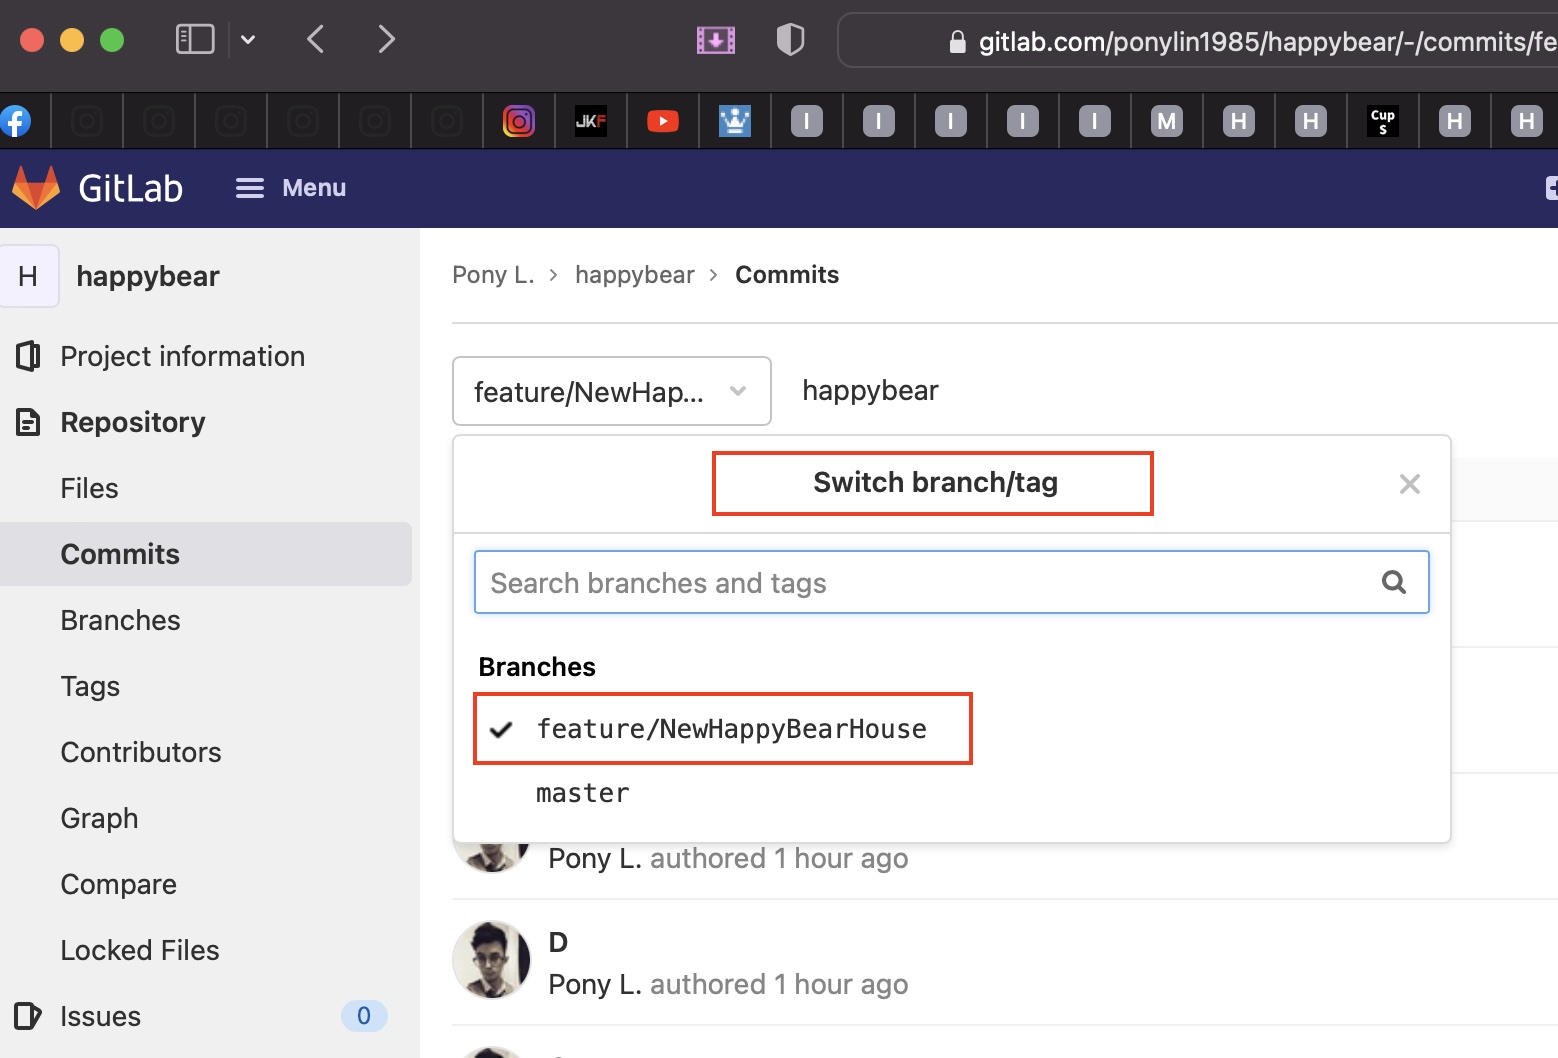 gitlab.com/ponylin1985/happybear/-/commits/fe
JKF
I
I
I
I
I
M
H
H
Cup
S
H
H
GitLab
Menu
H
happybear
Pony L. > happybear > Commits
Project information
feature/NewHap...
happybear
Repository
Switch branch/tag
Files
Commits
Search branches and tags
Branches
Branches
Tags
feature/NewHappyBearHouse
Contributors
master
Graph
Pony L. authored 1 hour ago
Compare
D
Locked Files
Pony L. authored 1 hour ago
Issues
0